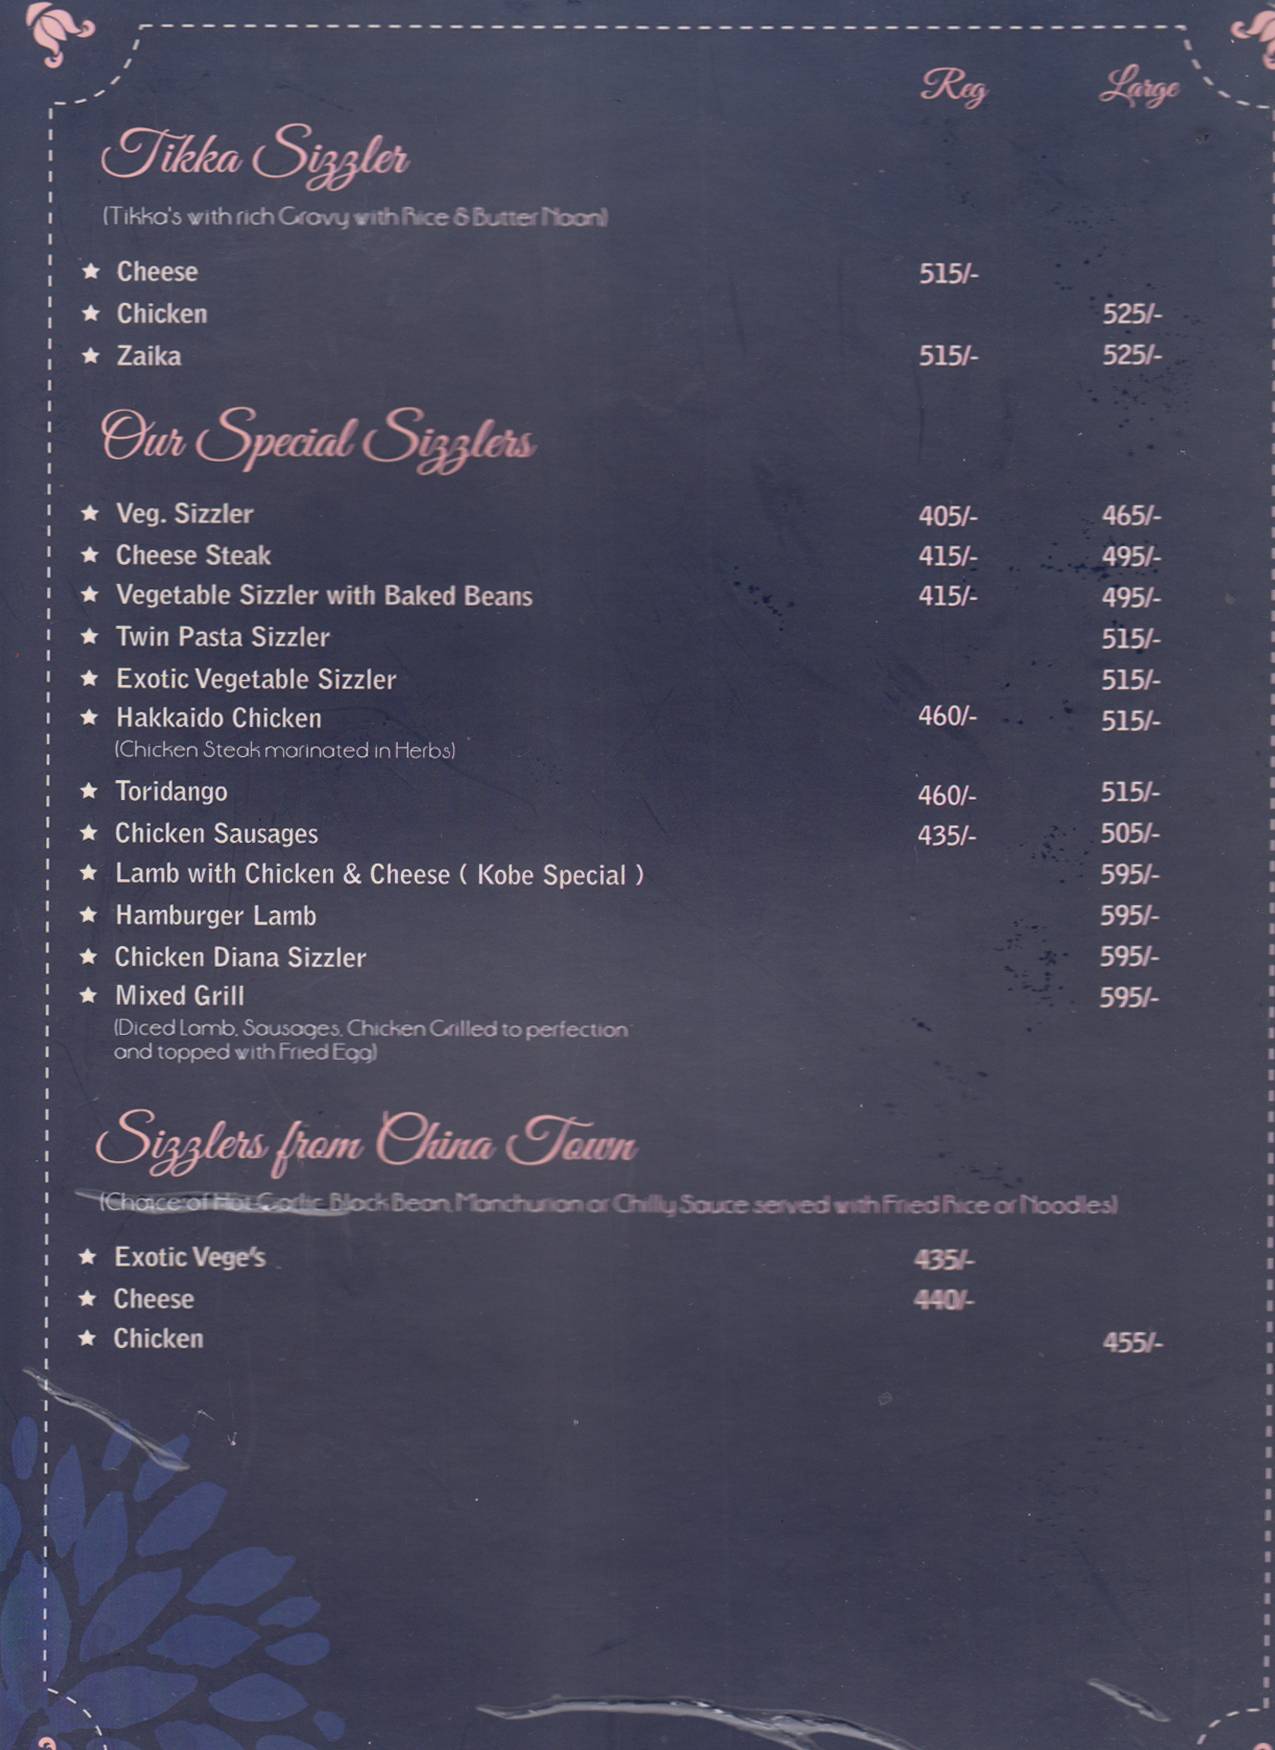 Reg Large
Tikka Sizzler
(Tikka's with rich Gravy with Rice & Butter Naan)
★ Cheese 515/-
★ Chicken 525/-
★ Zaika 515/- 525/-
Our Special Sizzlers
★ Veg. Sizzler 405/- 465/-
★ Cheese Steak 415/- 495/-
★ Vegetable Sizzler with Baked Beans 415/- 495/-
★ Twin Pasta Sizzler 515/-
★ Exotic Vegetable Sizzler 515/-
★ Hakkaido Chicken 460/- 515/-
(Chicken Steak marinated in Herbs)
★ Toridango 460/- 515/-
★ Chicken Sausages 435/- 505/-
★ Lamb with Chicken & Cheese ( Kobe Special ) 595/-
★ Hamburger Lamb 595/-
★ Chicken Diana Sizzler 595/-
★ Mixed Grill 595/-
(Diced Lamb, Sausages, Chicken Grilled to perfection
and topped with Fried Egg)
Sizzlers from China Town
(Choice of Hot Garlic, Black Bean, Manchurian or Chilly Sauce served with Fried Rice or Noodles)
★ Exotic Vege's 435/-
★ Cheese 440/-
★ Chicken 455/-